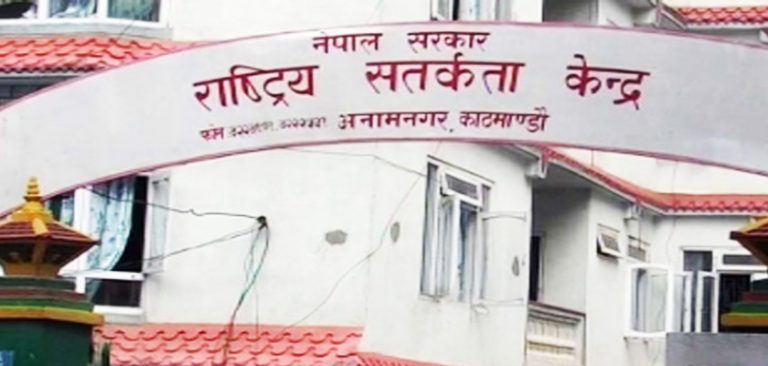 नेपाल सरकार
राष्ट्रिय सतर्कता केन्द्र
फोन अनामनगर, काठमाण्डौ